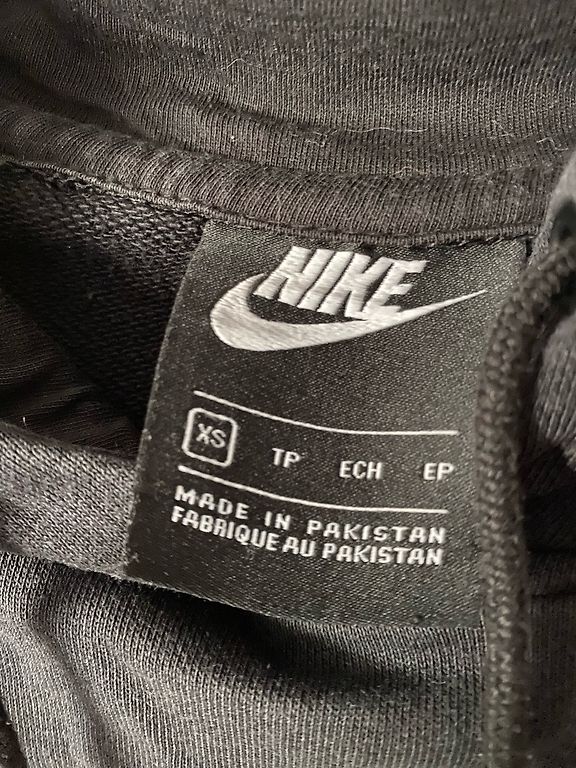 NIKE
XS TP ECH EP
MADE IN PAKISTAN
FABRIQUE AU PAKISTAN